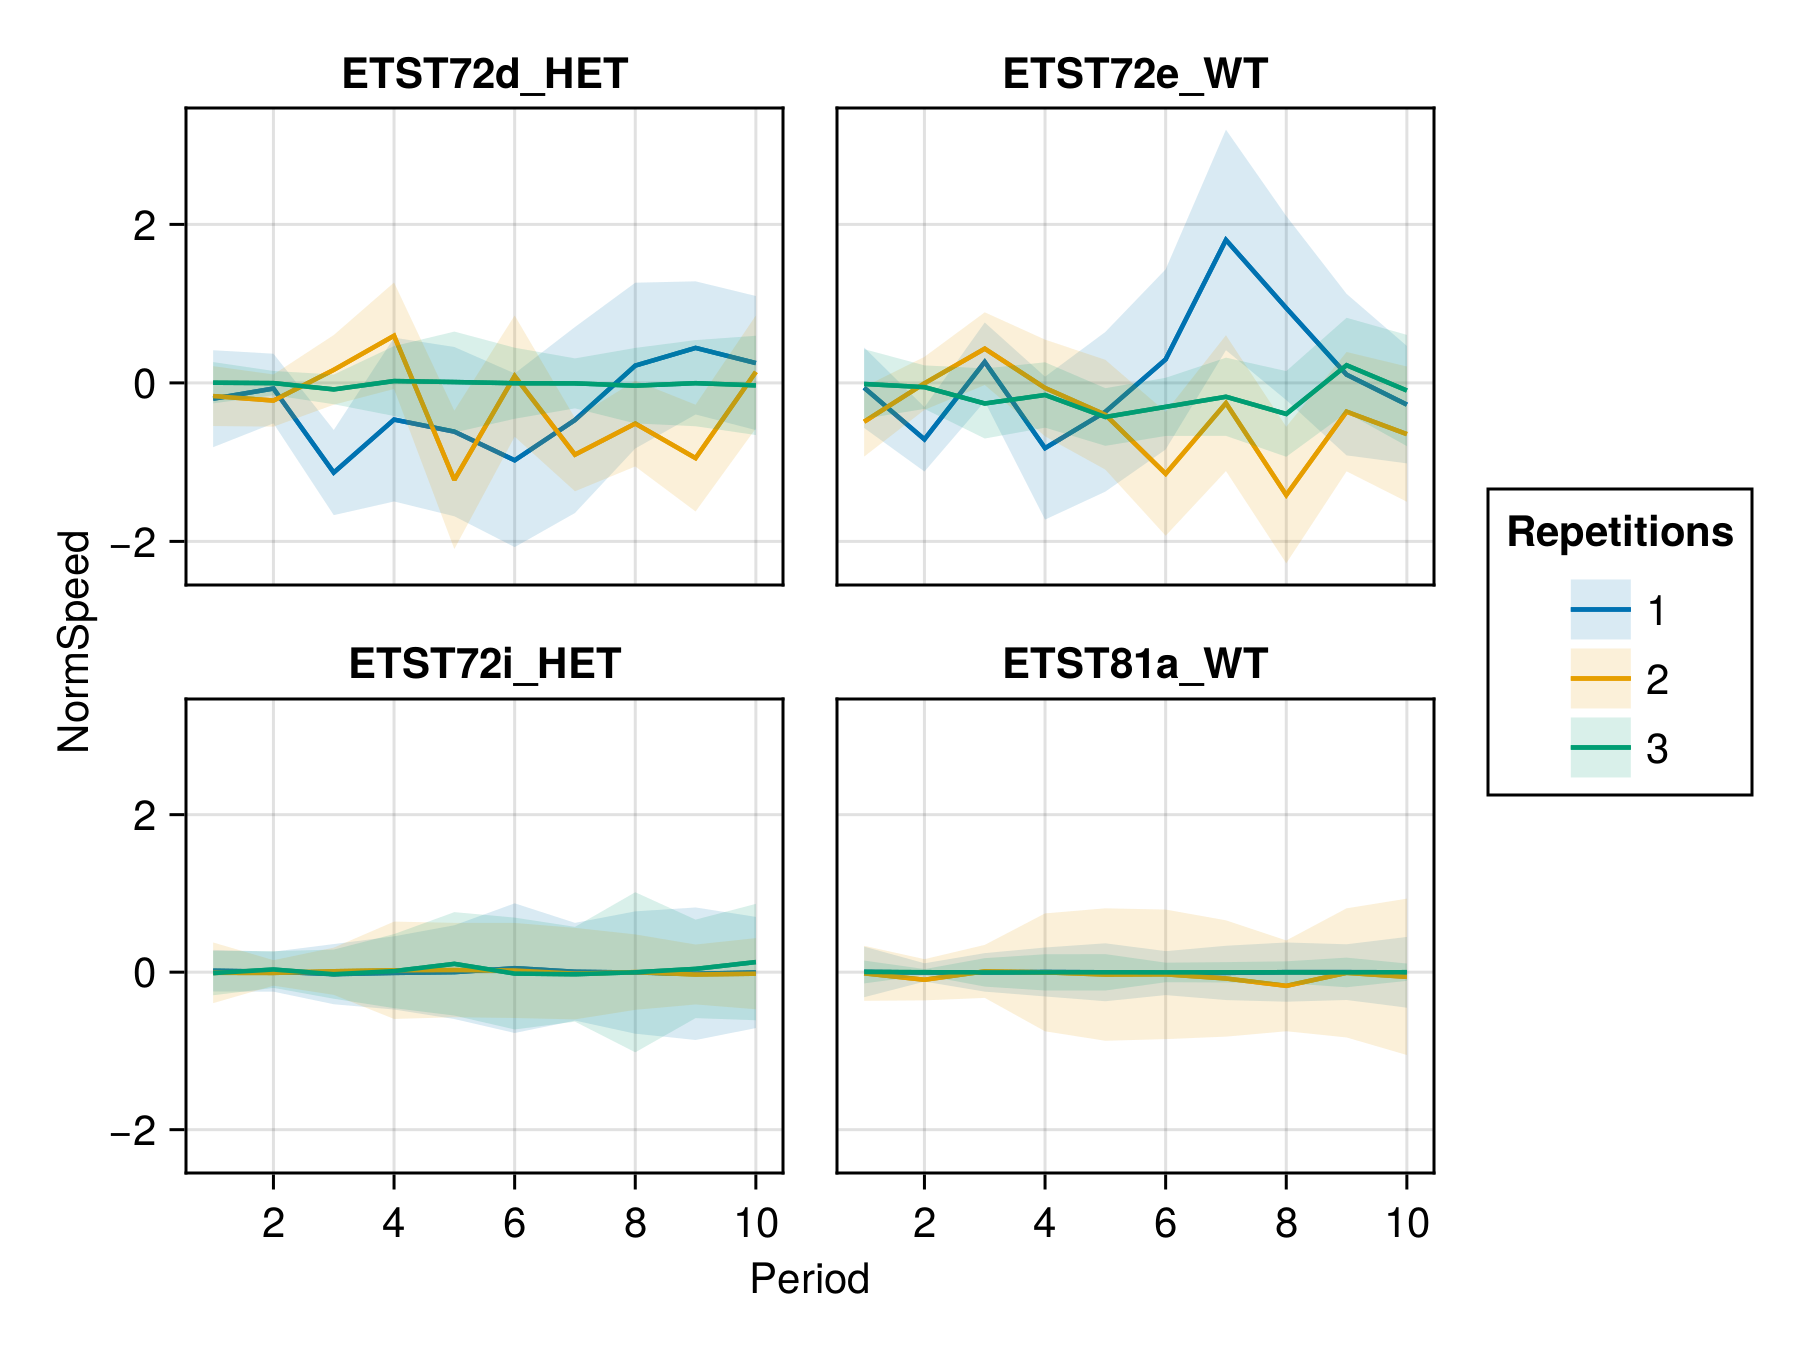 ETST72d_HET
ETST72e_WT
2
0
−2
NormSpeed
Repetitions
1
2
3
ETST72i_HET
ETST81a_WT
2
0
−2
2 4 6 8 10
2 4 6 8 10
Period